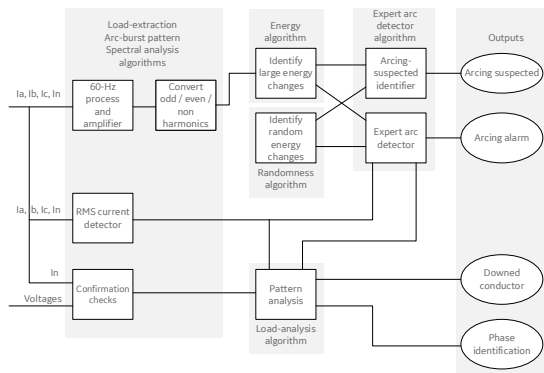 Load-extraction
Arc-burst pattern
Spectral analysis
algorithms
Energy
algorithm
Expert arc
detector
algorithm
Outputs
Ia, Ib, Ic, In
60-Hz
process
and
amplifier
Convert
odd / even /
non
harmonics
Identify
large energy
changes
Arcing-
suspected
identifier
Arcing suspected
Identify
random
energy
changes
Expert arc
detector
Arcing alarm
Randomness
algorithm
Ia, Ib, Ic, In
RMS current
detector
In
Voltages
Confirmation
checks
Pattern
analysis
Downed
conductor
Load-analysis
algorithm
Phase
identification